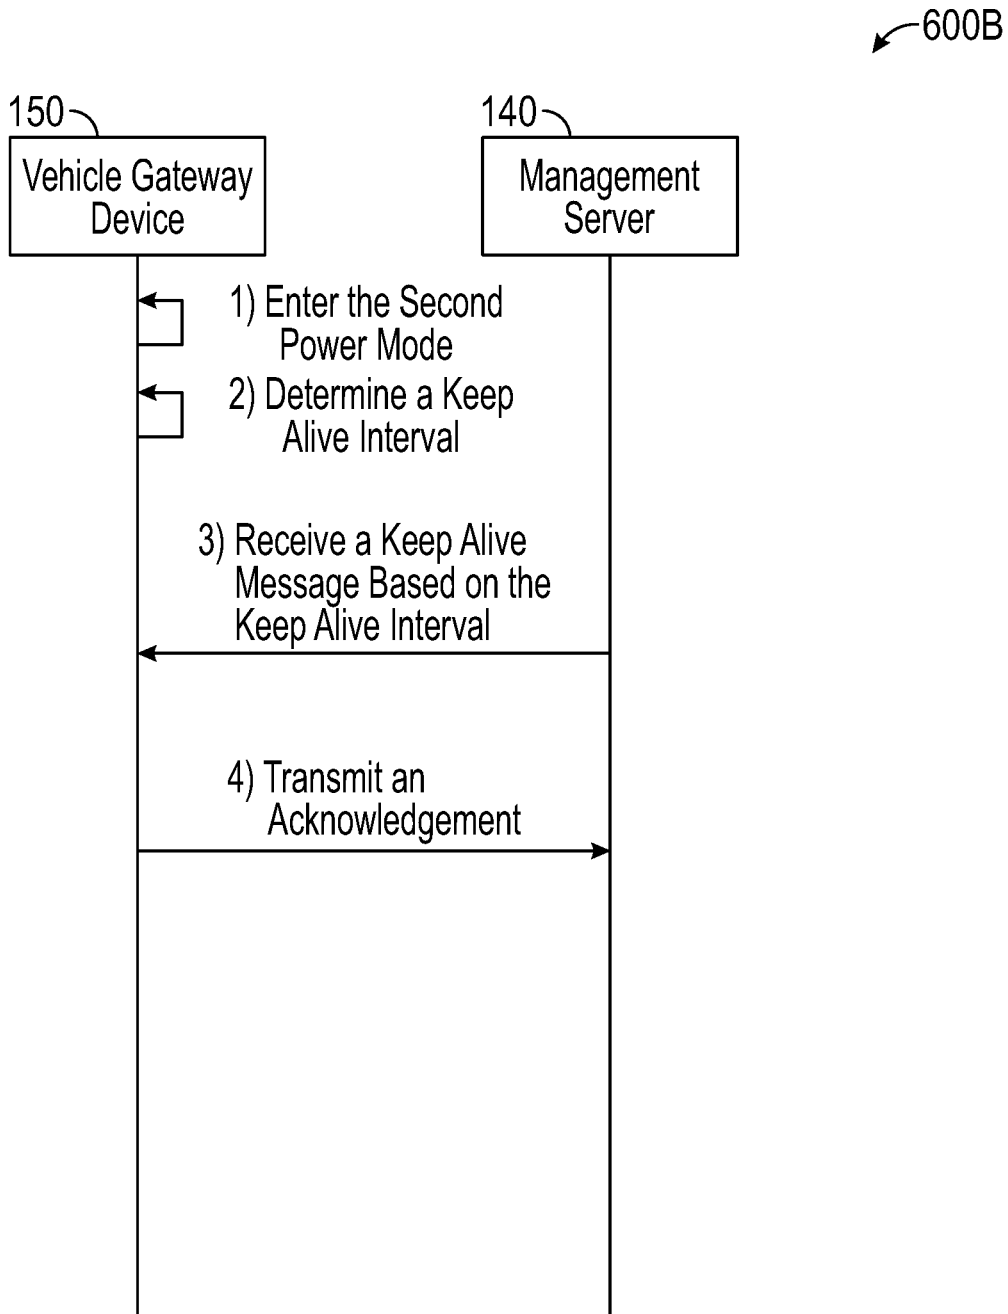 600B
150
140
Vehicle Gateway
Device
Management
Server
1) Enter the Second
Power Mode
2) Determine a Keep
Alive Interval
3) Receive a Keep Alive
Message Based on the
Keep Alive Interval
4) Transmit an
Acknowledgement